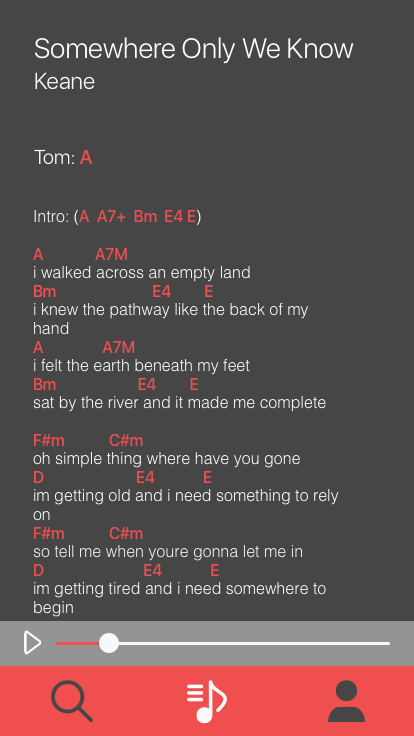 Somewhere Only We Know
Keane
Tom: A
Intro: (A A7+ Bm E4 E)
A A7M
i walked across an empty land
Bm E4 E
i knew the pathway like the back of my
hand
A A7M
i felt the earth beneath my feet
Bm E4 E
sat by the river and it made me complete
F#m C#m
oh simple thing where have you gone
D E4 E
im getting old and i need something to rely
on
F#m C#m
so tell me when youre gonna let me in
D E4 E
im getting tired and i need somewhere to
begin